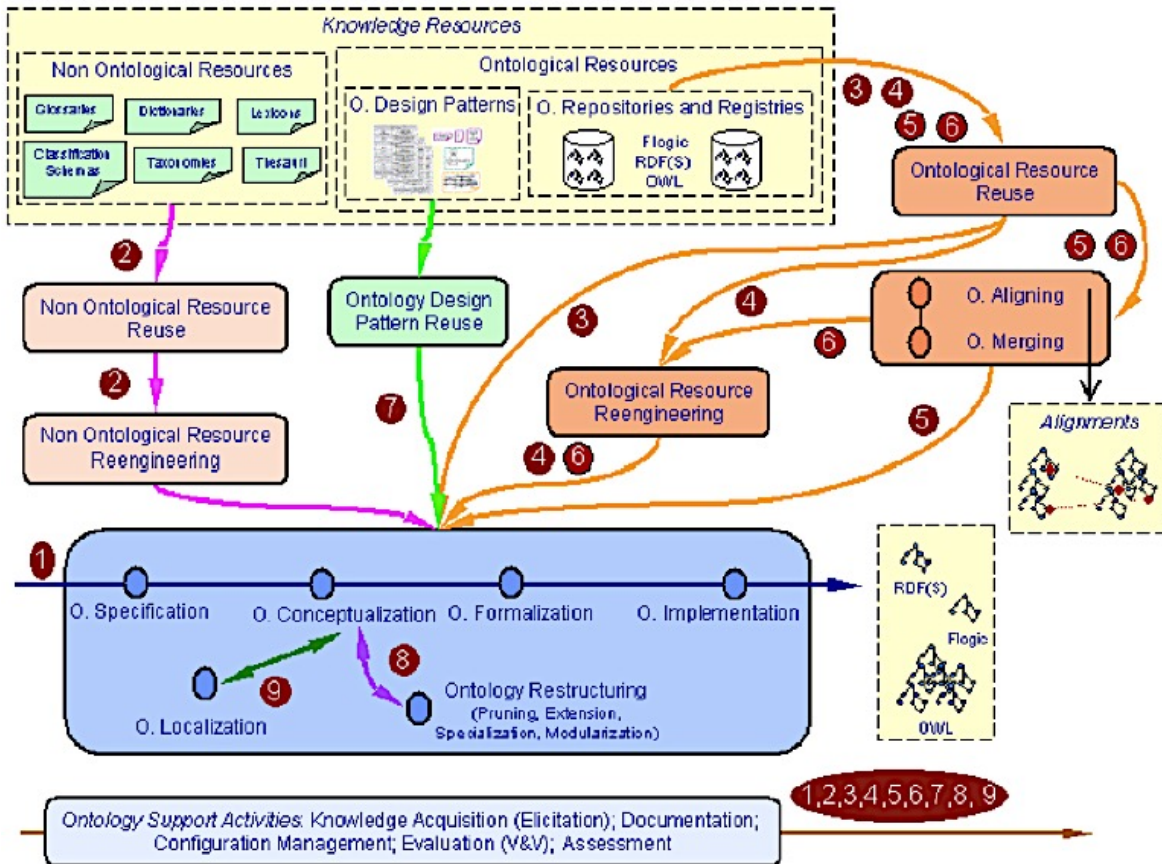 Knowledge Resources
Non Ontological Resources
Glossaries
Dictionaries
Lexicons
Classification
Schemas
Taxonomies
Thesauri
Ontological Resources
O. Design Patterns
O. Repositories and Registries
Flogic
RDF(S)
OWL
3 4
5 6
Ontological Resource
Reuse
5 6
2
Non Ontological Resource
Reuse
2
Non Ontological Resource
Reengineering
Ontology Design
Pattern Reuse
7
3
4
6
O. Aligning
O. Merging
Ontological Resource
Reengineering
4 6
5
Alignments
1
O. Specification
O. Conceptualization
O. Formalization
O. Implementation
9
8
O. Localization
Ontology Restructuring
(Pruning, Extension,
Specialization, Modularization)
RDF(S)
Flogic
OWL
1,2,3,4,5,6,7,8, 9
Ontology Support Activities: Knowledge Acquisition (Elicitation); Documentation;
Configuration Management; Evaluation (V&V); Assessment